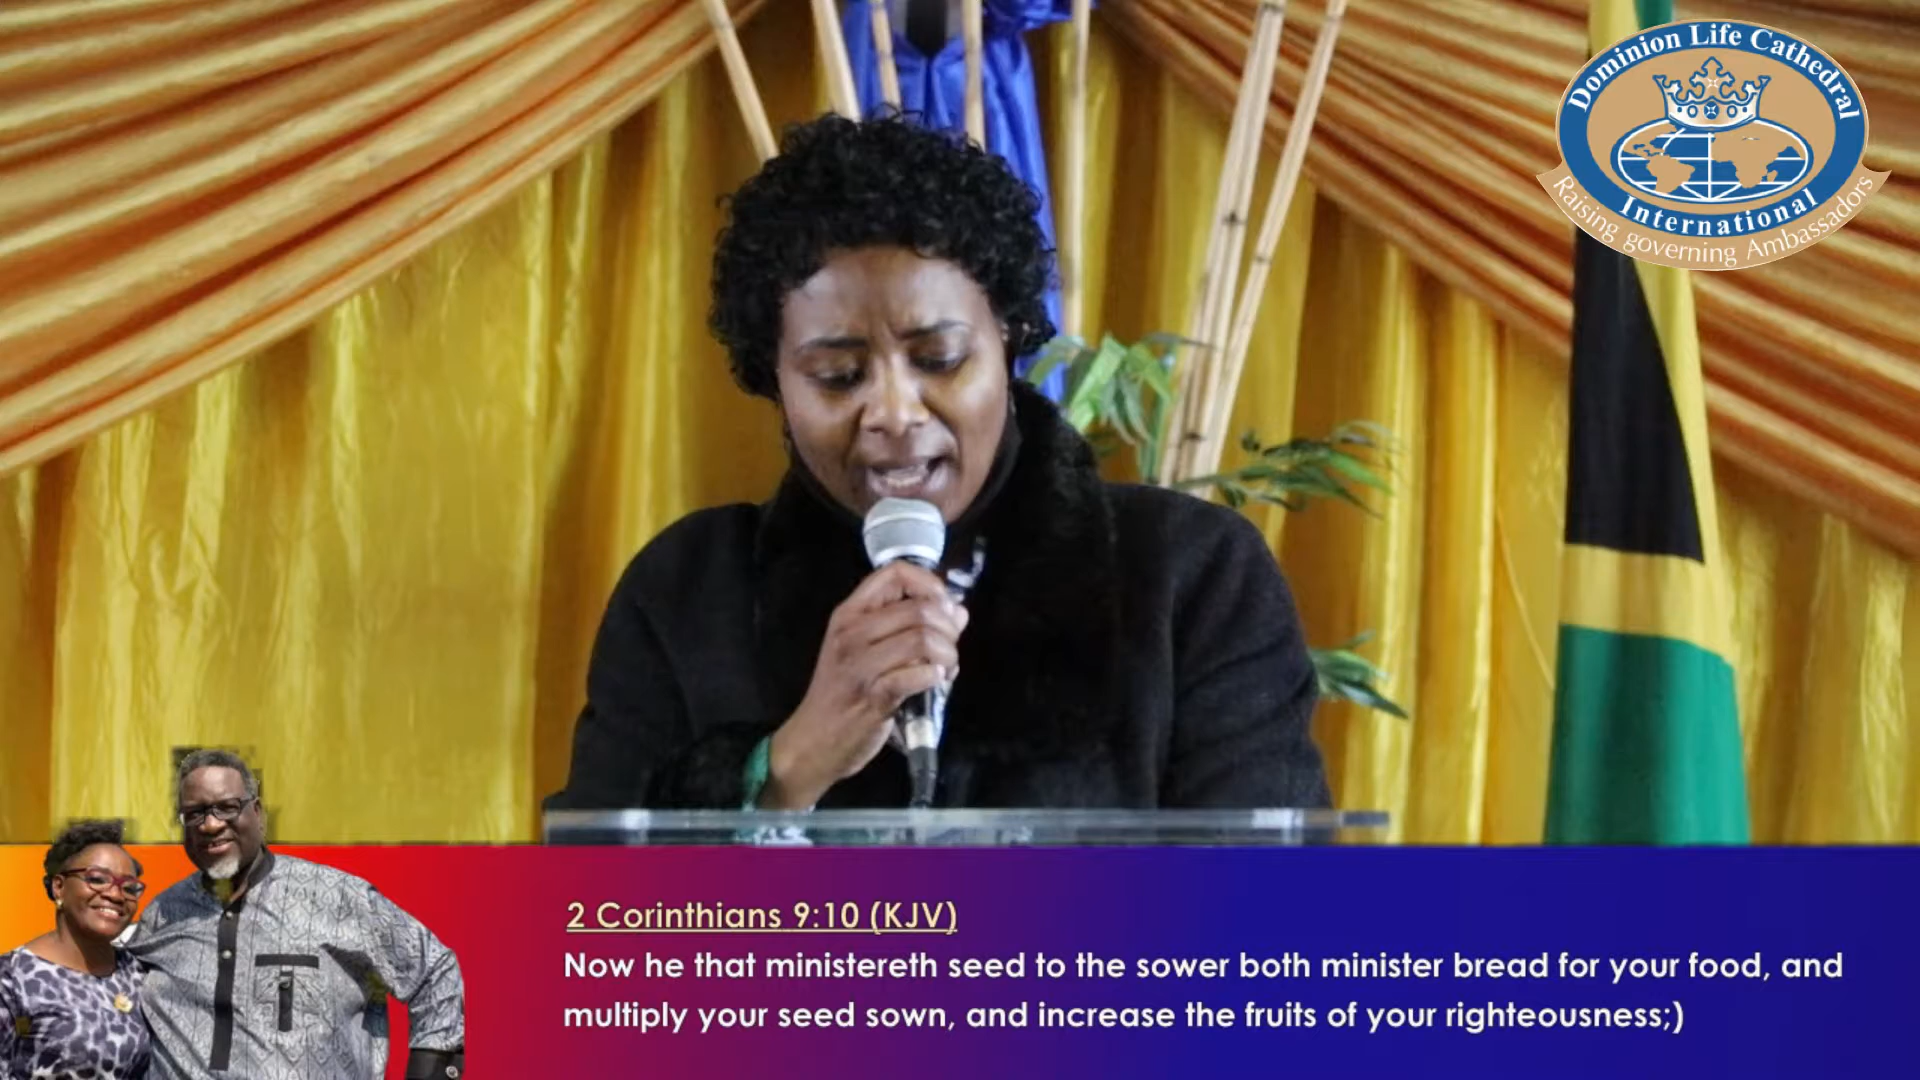 Dominion Life Cathedral
International
Raising governing Ambassadors
2 Corinthians 9:10 (KJV)
Now he that ministereth seed to the sower both minister bread for your food, and
multiply your seed sown, and increase the fruits of your righteousness;)